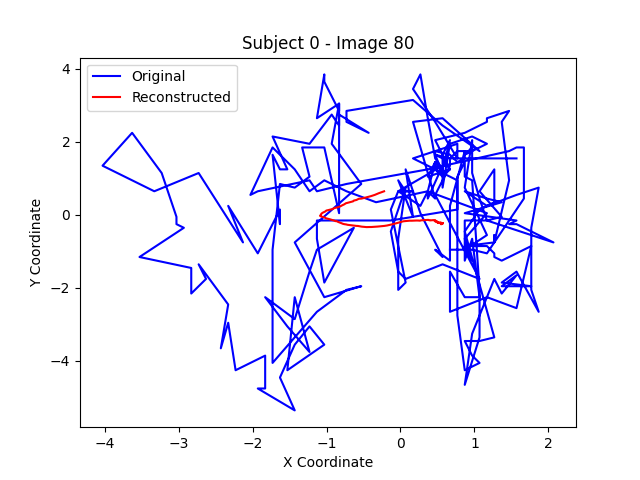 Subject 0 - Image 80
Original
Reconstructed
Y Coordinate
4
2
0
−2
−4
−4 −3 −2 −1 0 1 2
X Coordinate